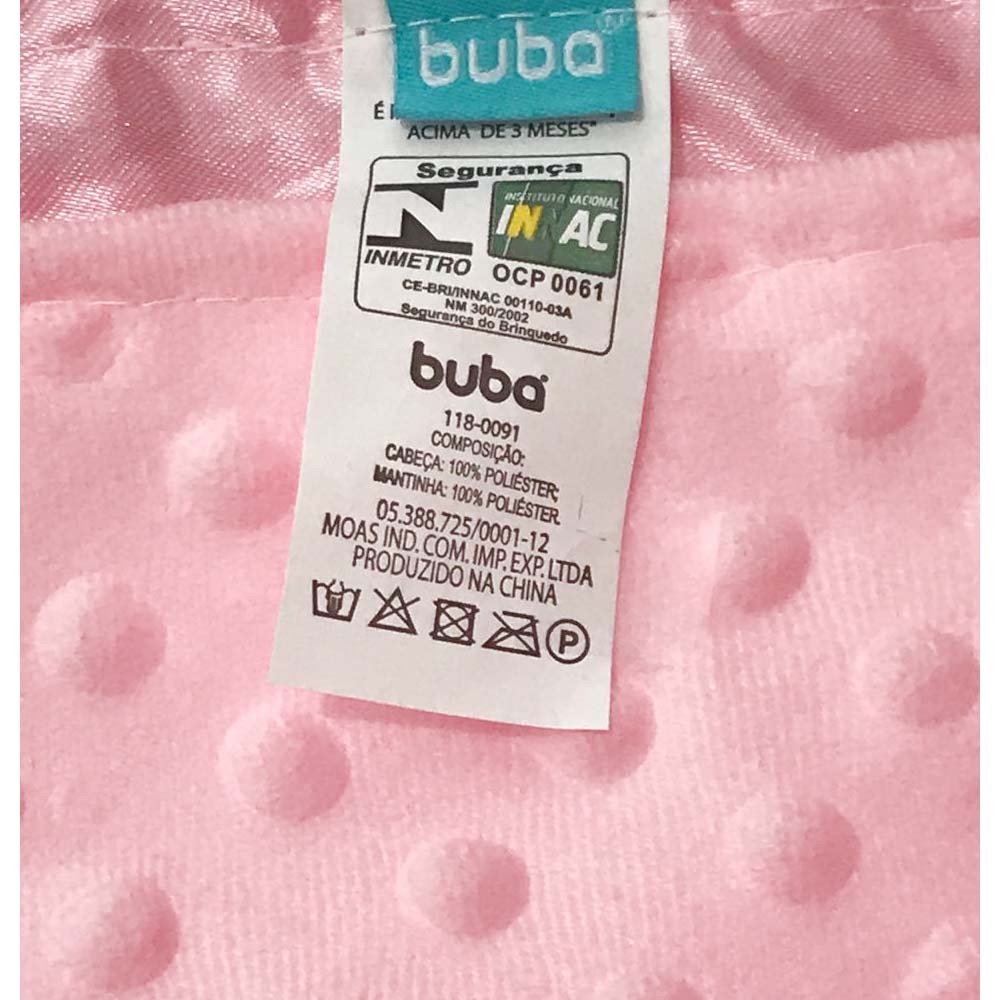 buba
ACIMA DE 3 MESES"
Segurança
INMETRO
INSTITUTO NACIONAL
INNAC
OCP 0061
CE-BRI/INNAC 00110-03A
NM 300/2002
Segurança do Brinquedo
buba
118-0091
COMPOSIÇÃO:
CABEÇA: 100% POLIÉSTER;
MANTINHA: 100% POLIÉSTER.
05.388.725/0001-12
MOAS IND. COM. IMP. EXP. LTDA
PRODUZIDO NA CHINA
P